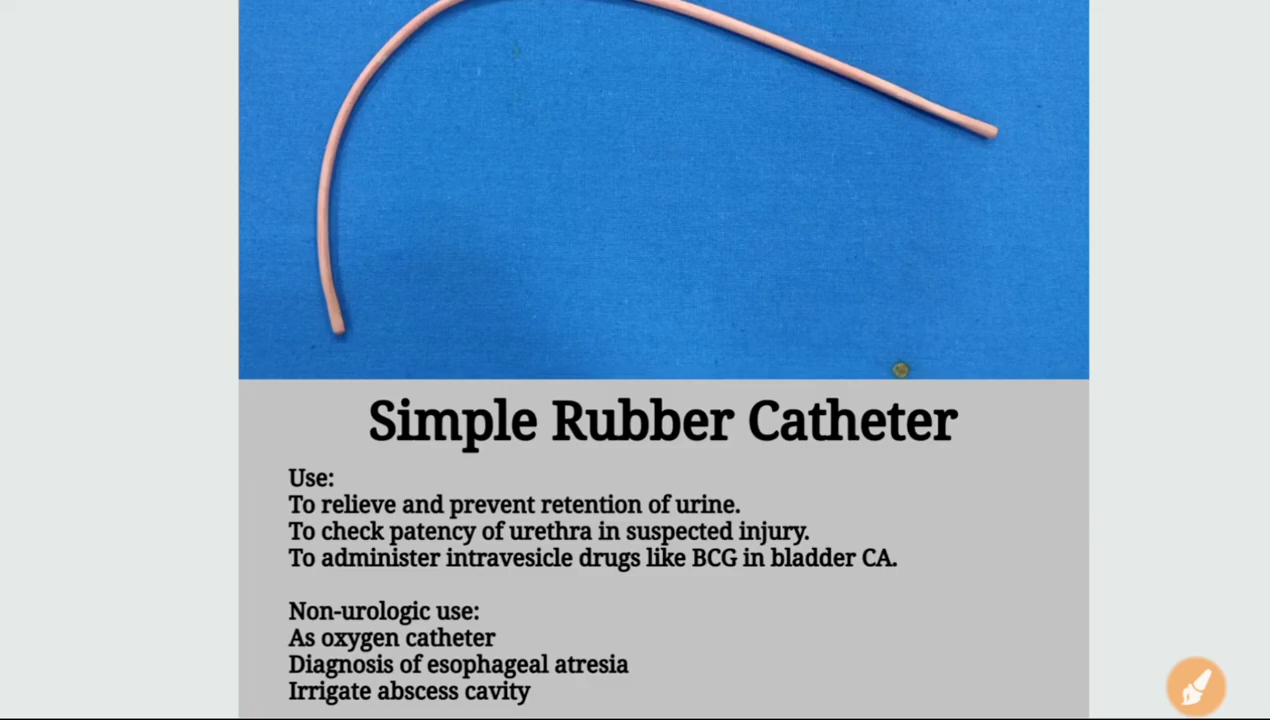 Simple Rubber Catheter
Use:
To relieve and prevent retention of urine.
To check patency of urethra in suspected injury.
To administer intravesicle drugs like BCG in bladder CA.
Non-urologic use:
As oxygen catheter
Diagnosis of esophageal atresia
Irrigate abscess cavity